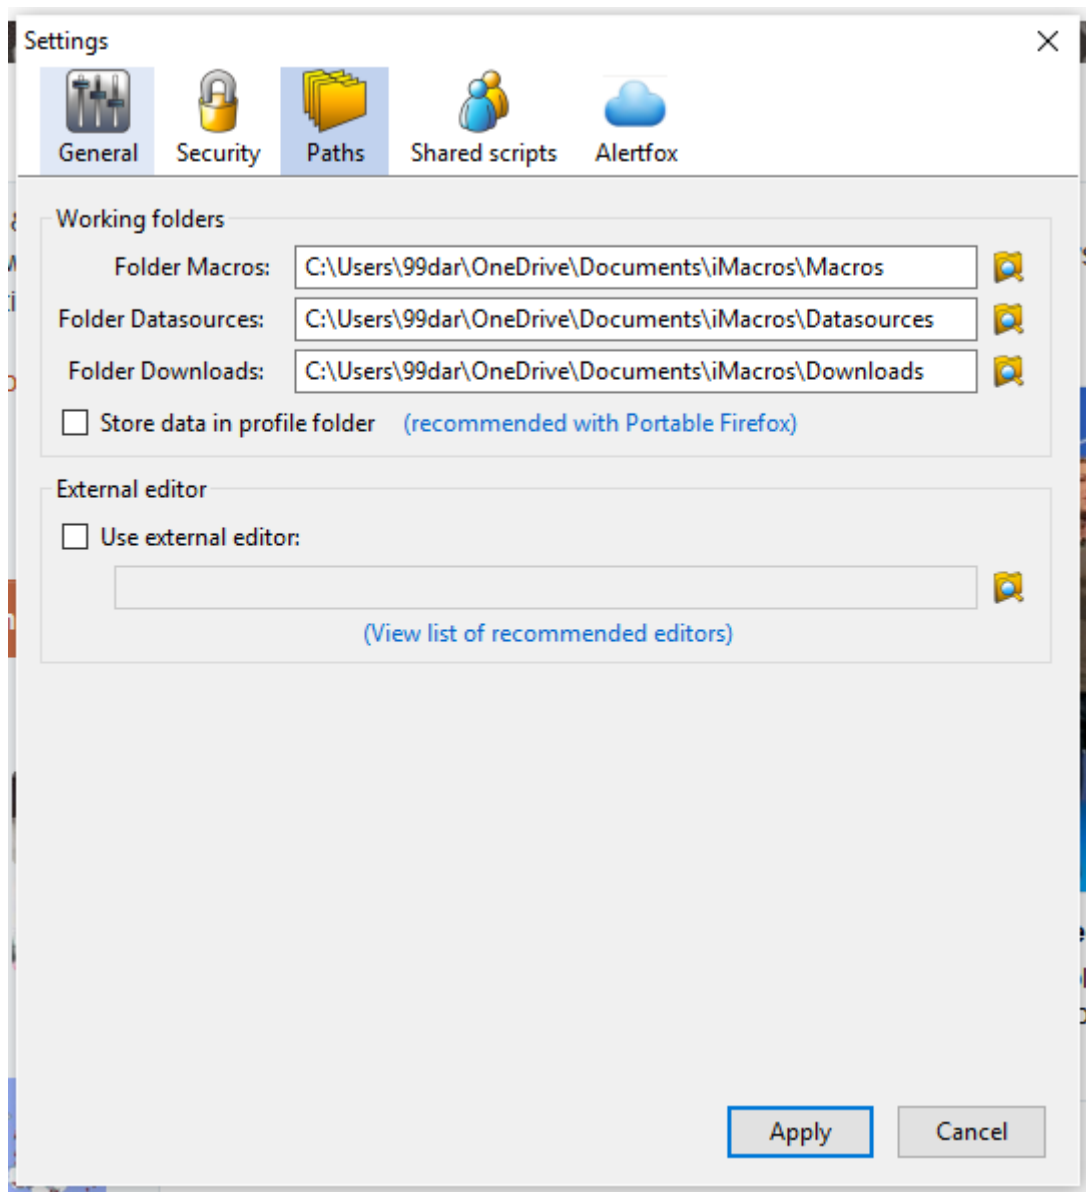 Settings
General Security Paths Shared scripts Alertfox
Working folders
Folder Macros: C:\Users\99dar\OneDrive\Documents\iMacros\Macros
Folder Datasources: C:\Users\99dar\OneDrive\Documents\iMacros\Datasources
Folder Downloads: C:\Users\99dar\OneDrive\Documents\iMacros\Downloads
Store data in profile folder (recommended with Portable Firefox)
External editor
Use external editor:
(View list of recommended editors)
Apply Cancel